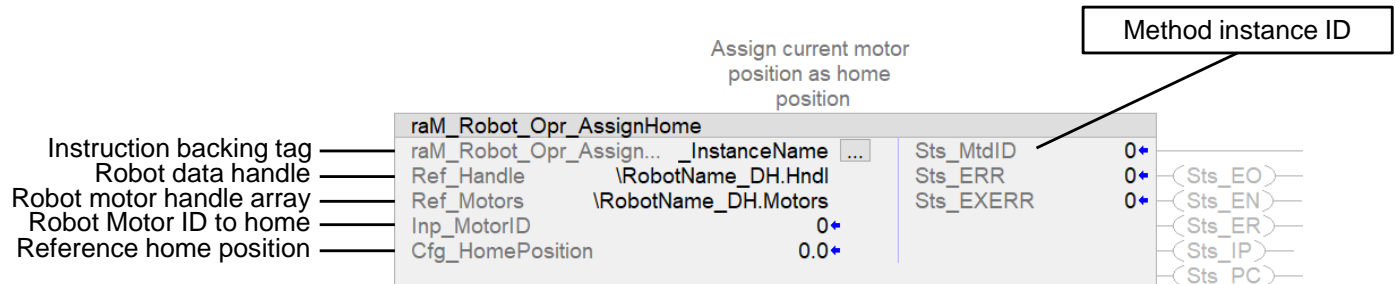 Method instance ID
Assign current motor
position as home
position
raM_Robot_Opr_AssignHome
Instruction backing tag raM_Robot_Opr_Assign... _InstanceName ... Sts_MtdID 0
Robot data handle Ref_Handle \RobotName_DH.Hndl Sts_ERR 0 Sts_EO
Robot motor handle array Ref_Motors \RobotName_DH.Motors Sts_EXERR 0 Sts_EN
Robot Motor ID to home Inp_MotorID 0 Sts_ER
Reference home position Cfg_HomePosition 0.0 Sts_IP
Sts_PC